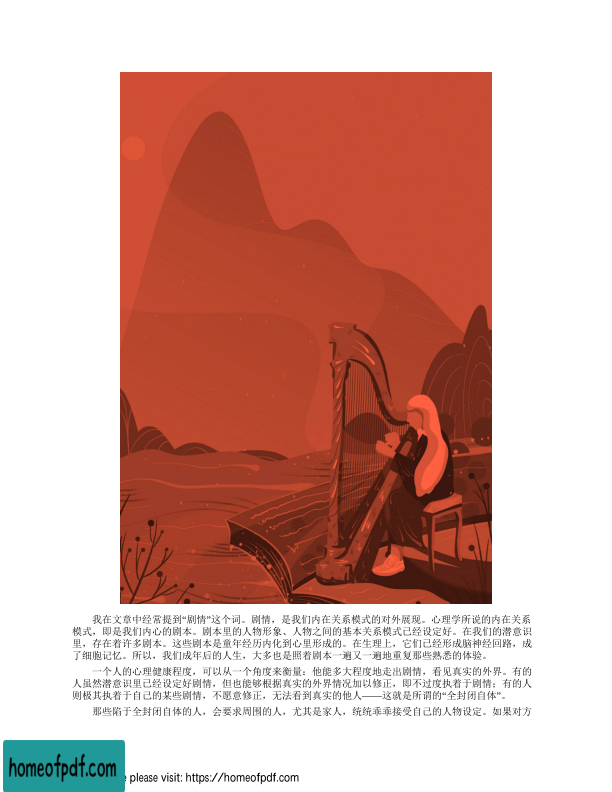 我在文章中经常提到“剧情”这个词。剧情，是我们内在关系模式的对外展现。心理学所说的内在关系
模式，即是我们内心的剧本。剧本里的人物形象、人物之间的基本关系模式已经设定好。在我们的潜意识
里，存在着许多剧本。这些剧本是童年经历内化到心里形成的。在生理上，它们已经形成脑神经回路，成
了细胞记忆。所以，我们成年后的人生，大多也是照着剧本一遍又一遍地重复那些熟悉的体验。
一个人的心理健康程度，可以从一个角度来衡量：他能多大程度地走出剧情，看见真实的外界。有的
人虽然潜意识里已经设定好剧情，但也能够根据真实的外界情况加以修正，即不过度执着于剧情；有的人
则极其执着于自己的某些剧情，不愿意修正，无法看到真实的他人——这就是所谓的“全封闭自体”。
那些陷于全封闭自体的人，会要求周围的人，尤其是家人，统统乖乖接受自己的人物设定。如果对方
homeofpdf.com
please visit: https://homeofpdf.com